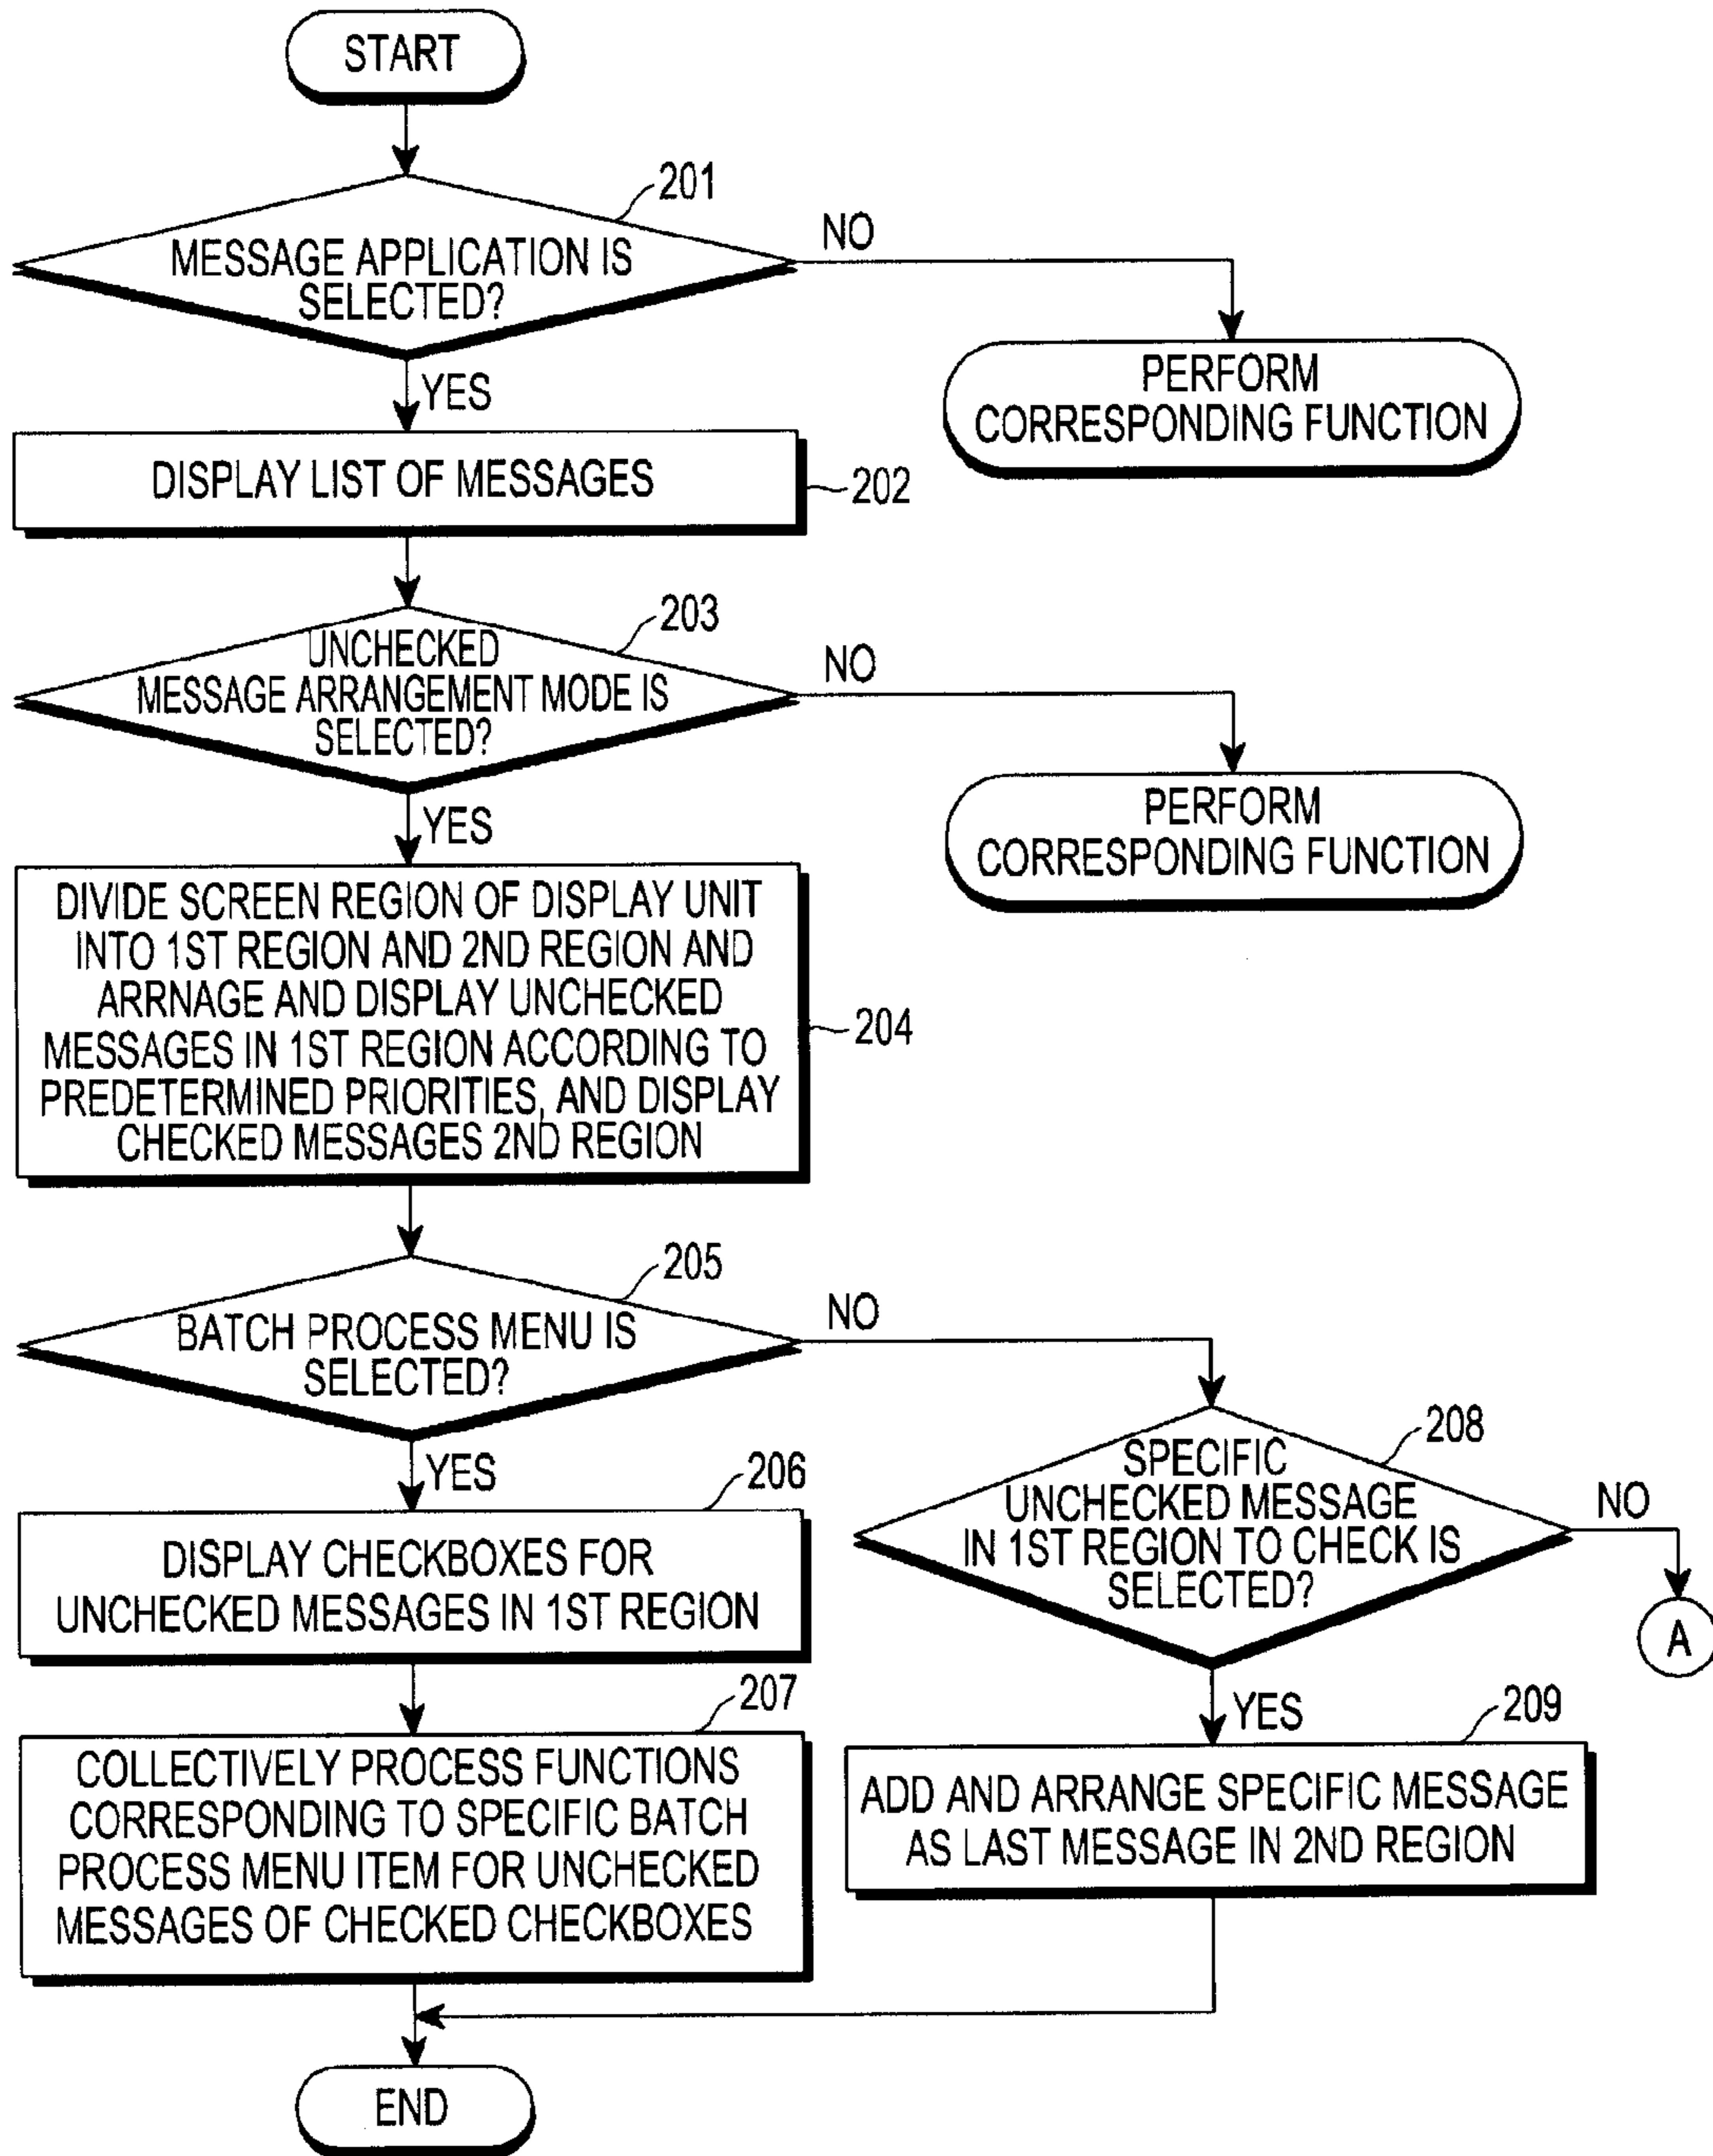 START
201
MESSAGE APPLICATION IS
SELECTED?
NO
PERFORM
CORRESPONDING FUNCTION
YES
DISPLAY LIST OF MESSAGES
202
203
UNCHECKED
MESSAGE ARRANGEMENT MODE IS
SELECTED?
NO
PERFORM
CORRESPONDING FUNCTION
YES
DIVIDE SCREEN REGION OF DISPLAY UNIT
INTO 1ST REGION AND 2ND REGION AND
ARRNAGE AND DISPLAY UNCHECKED
MESSAGES IN 1ST REGION ACCORDING TO
PREDETERMINED PRIORITIES, AND DISPLAY
CHECKED MESSAGES 2ND REGION
204
205
BATCH PROCESS MENU IS
SELECTED?
NO
YES
206
DISPLAY CHECKBOXES FOR
UNCHECKED MESSAGES IN 1ST REGION
207
COLLECTIVELY PROCESS FUNCTIONS
CORRESPONDING TO SPECIFIC BATCH
PROCESS MENU ITEM FOR UNCHECKED
MESSAGES OF CHECKED CHECKBOXES
208
SPECIFIC
UNCHECKED MESSAGE
IN 1ST REGION TO CHECK IS
SELECTED?
NO
A
YES
209
ADD AND ARRANGE SPECIFIC MESSAGE
AS LAST MESSAGE IN 2ND REGION
END